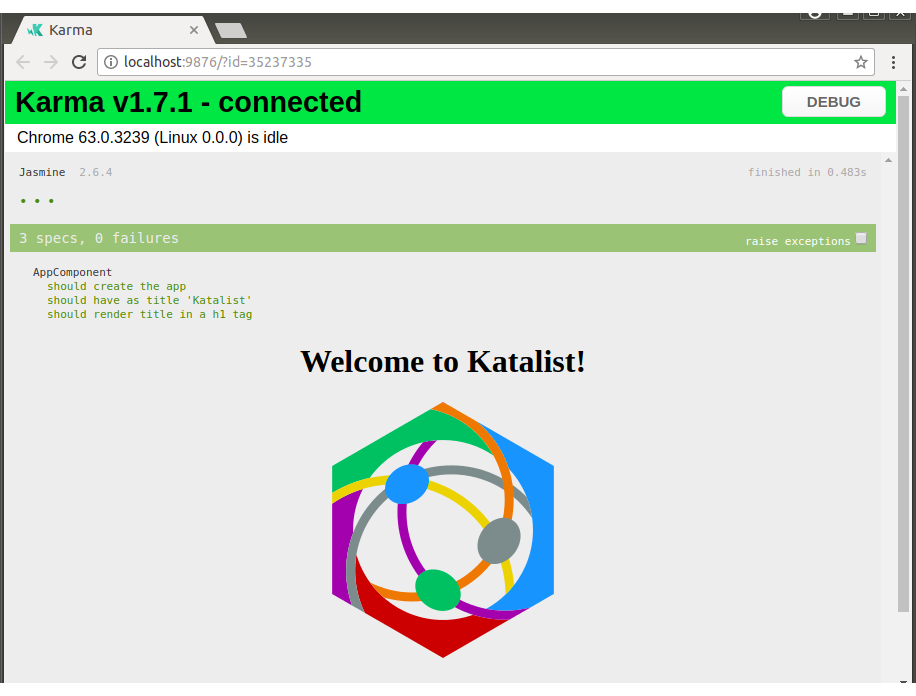 Karma
localhost:9876/?id=35237335
Karma v1.7.1 - connected
DEBUG
Chrome 63.0.3239 (Linux 0.0.0) is idle
Jasmine 2.6.4
finished in 0.483s
3 specs, 0 failures
raise exceptions
AppComponent
should create the app
should have as title 'Katalist'
should render title in a h1 tag
Welcome to Katalist!